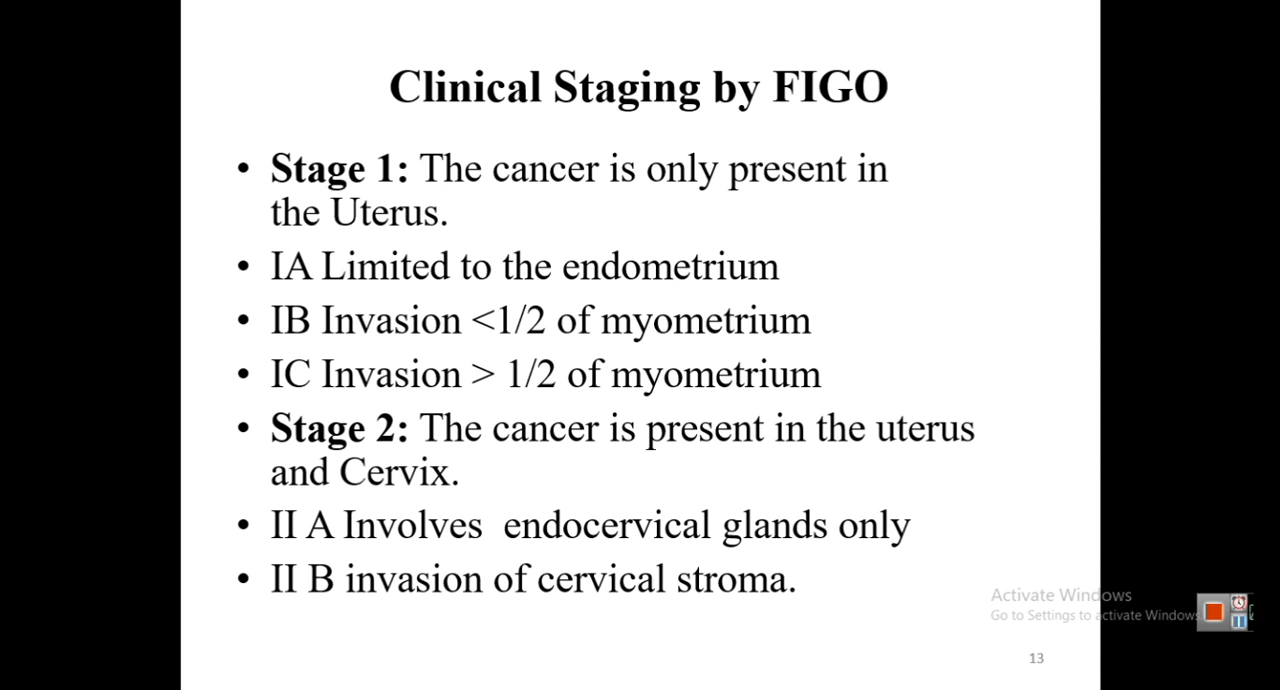 Clinical Staging by FIGO
• Stage 1: The cancer is only present in
the Uterus.
• IA Limited to the endometrium
• IB Invasion <1/2 of myometrium
• IC Invasion > 1/2 of myometrium
• Stage 2: The cancer is present in the uterus
and Cervix.
• II A Involves  endocervical glands only
• II B invasion of cervical stroma.
Activate Windows
Go to Settings to activate Windows
13